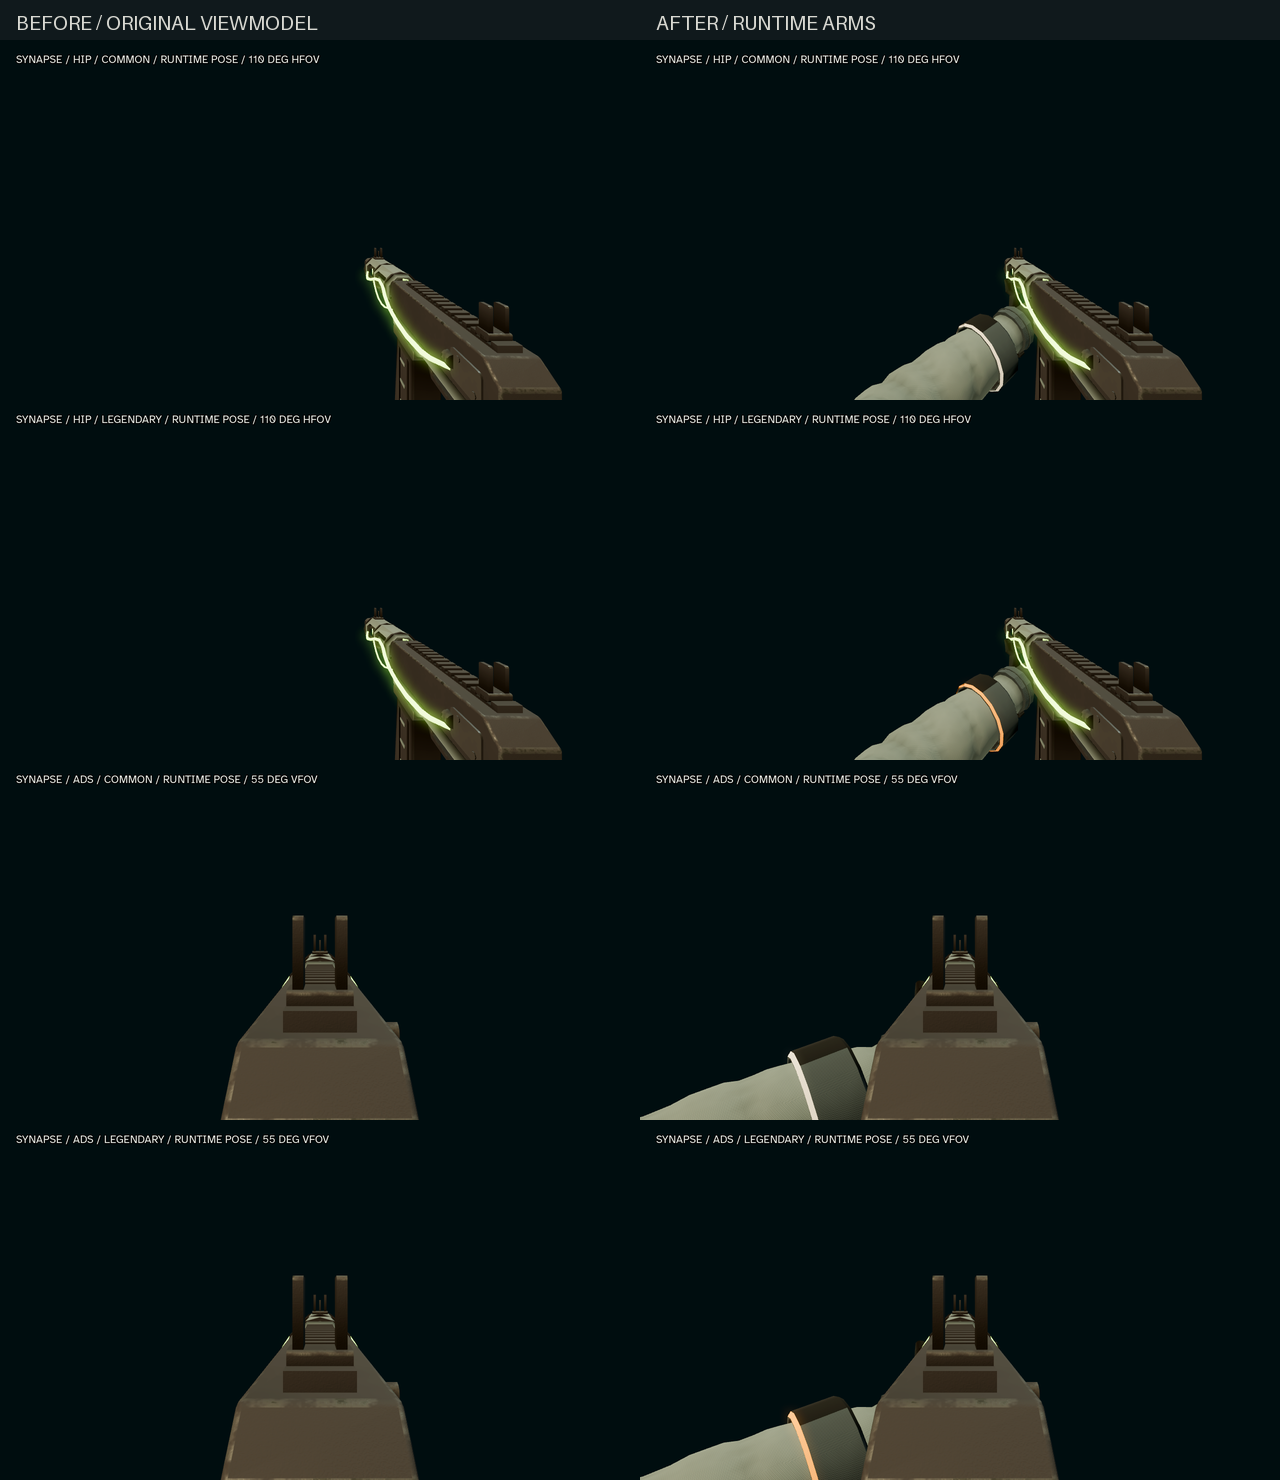 BEFORE / ORIGINAL VIEWMODEL
AFTER / RUNTIME ARMS
SYNAPSE / HIP / COMMON / RUNTIME POSE / 110 DEG HFOV
SYNAPSE / HIP / COMMON / RUNTIME POSE / 110 DEG HFOV
SYNAPSE / HIP / LEGENDARY / RUNTIME POSE / 110 DEG HFOV
SYNAPSE / HIP / LEGENDARY / RUNTIME POSE / 110 DEG HFOV
SYNAPSE / ADS / COMMON / RUNTIME POSE / 55 DEG VFOV
SYNAPSE / ADS / COMMON / RUNTIME POSE / 55 DEG VFOV
SYNAPSE / ADS / LEGENDARY / RUNTIME POSE / 55 DEG VFOV
SYNAPSE / ADS / LEGENDARY / RUNTIME POSE / 55 DEG VFOV